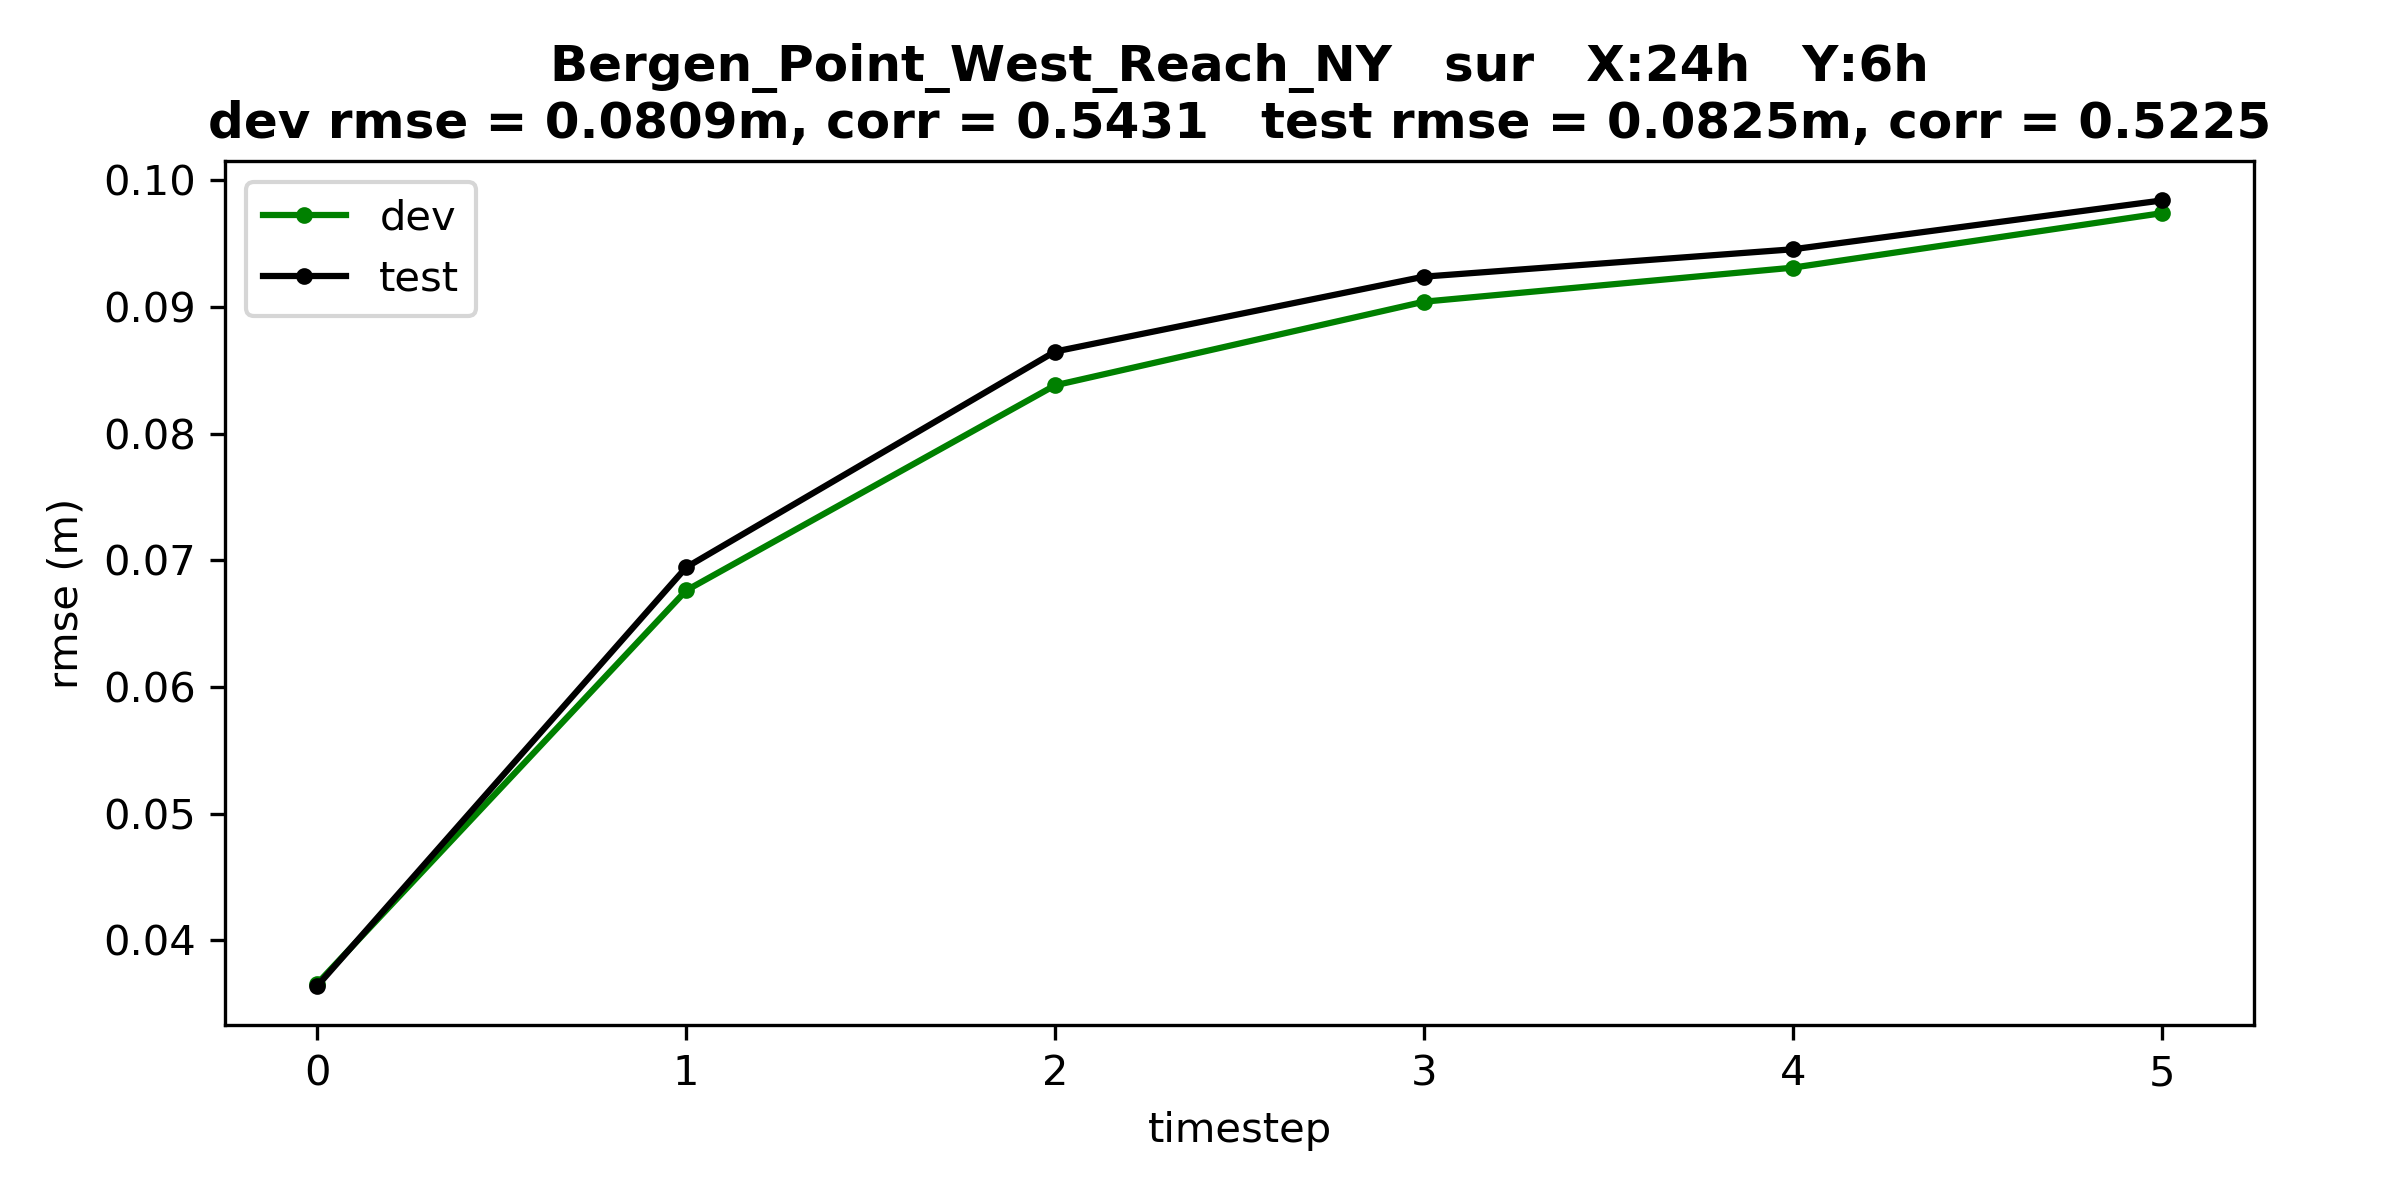 Bergen_Point_West_Reach_NY   sur   X:24h   Y:6h
dev rmse = 0.0809m, corr = 0.5431   test rmse = 0.0825m, corr = 0.5225
dev
test
0.10
0.09
0.08
0.07
0.06
0.05
0.04
rmse (m)
0 1 2 3 4 5
timestep